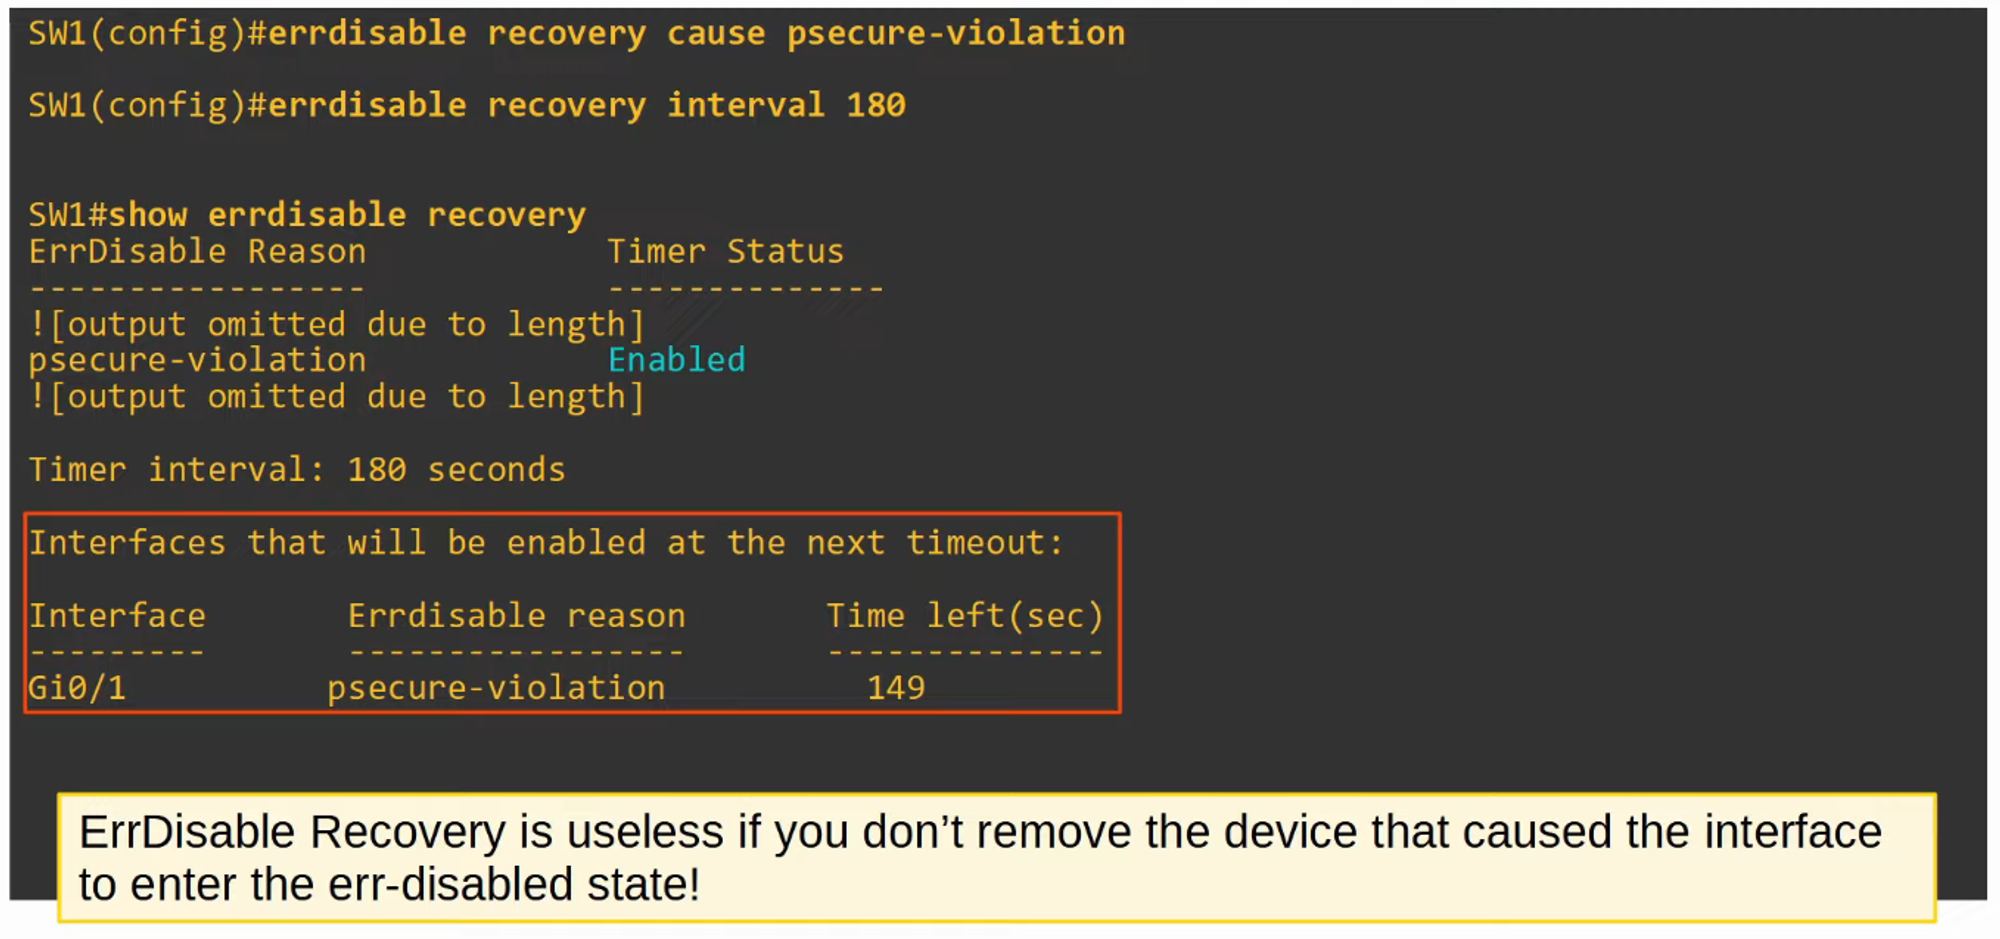 SW1(config)#errdisable recovery cause psecure-violation
SW1(config)#errdisable recovery interval 180
SW1#show errdisable recovery
ErrDisable Reason            Timer Status
-----------------            --------------
![output omitted due to length]
psecure-violation            Enabled
![output omitted due to length]
Timer interval: 180 seconds
Interfaces that will be enabled at the next timeout:
Interface       Errdisable reason       Time left(sec)
---------       -----------------       --------------
Gi0/1          psecure-violation          149
ErrDisable Recovery is useless if you don’t remove the device that caused the interface
to enter the err-disabled state!